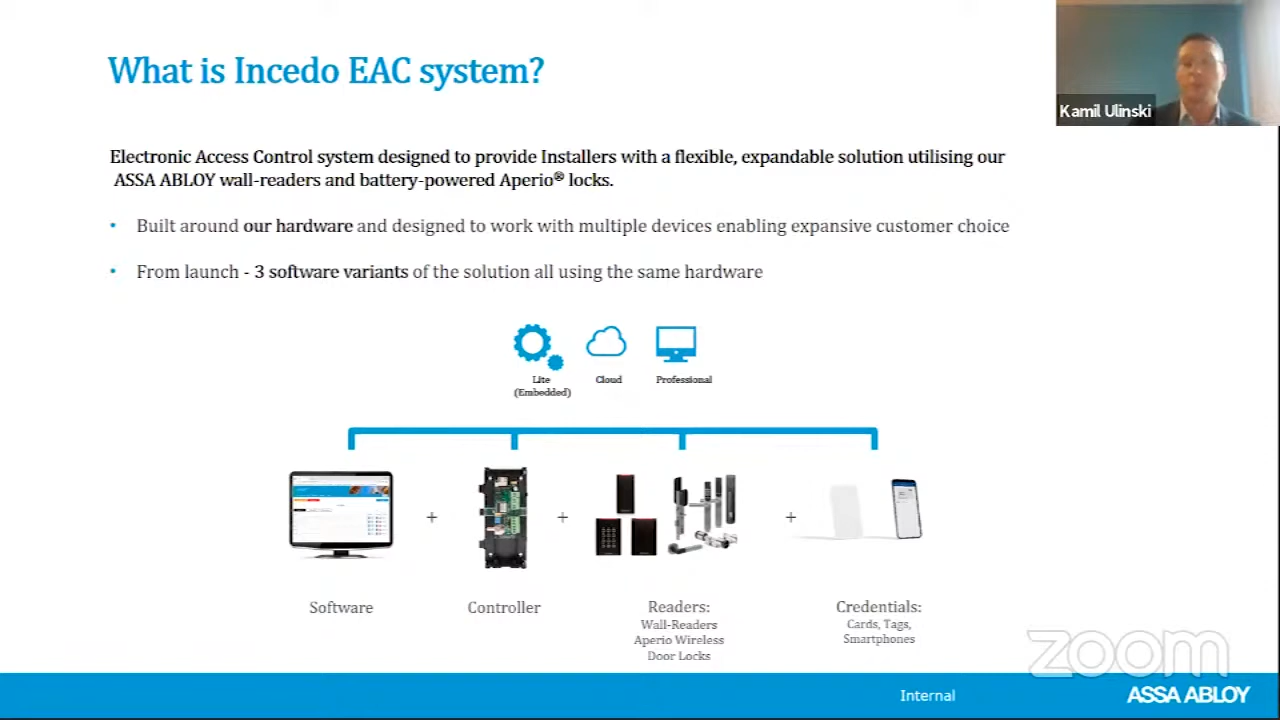 What is Incedo EAC system?
Kamil Ulinski
Electronic Access Control system designed to provide Installers with a flexible, expandable solution utilising our
ASSA ABLOY wall-readers and battery-powered Aperio® locks.
• Built around our hardware and designed to work with multiple devices enabling expansive customer choice
• From launch - 3 software variants of the solution all using the same hardware
Lite
(Embedded)
Cloud
Professional
+
+
+
Software
Controller
Readers:
Wall-Readers
Aperio Wireless
Door Locks
Credentials:
Cards, Tags,
Smartphones
zoom
Internal
ASSA ABLOY